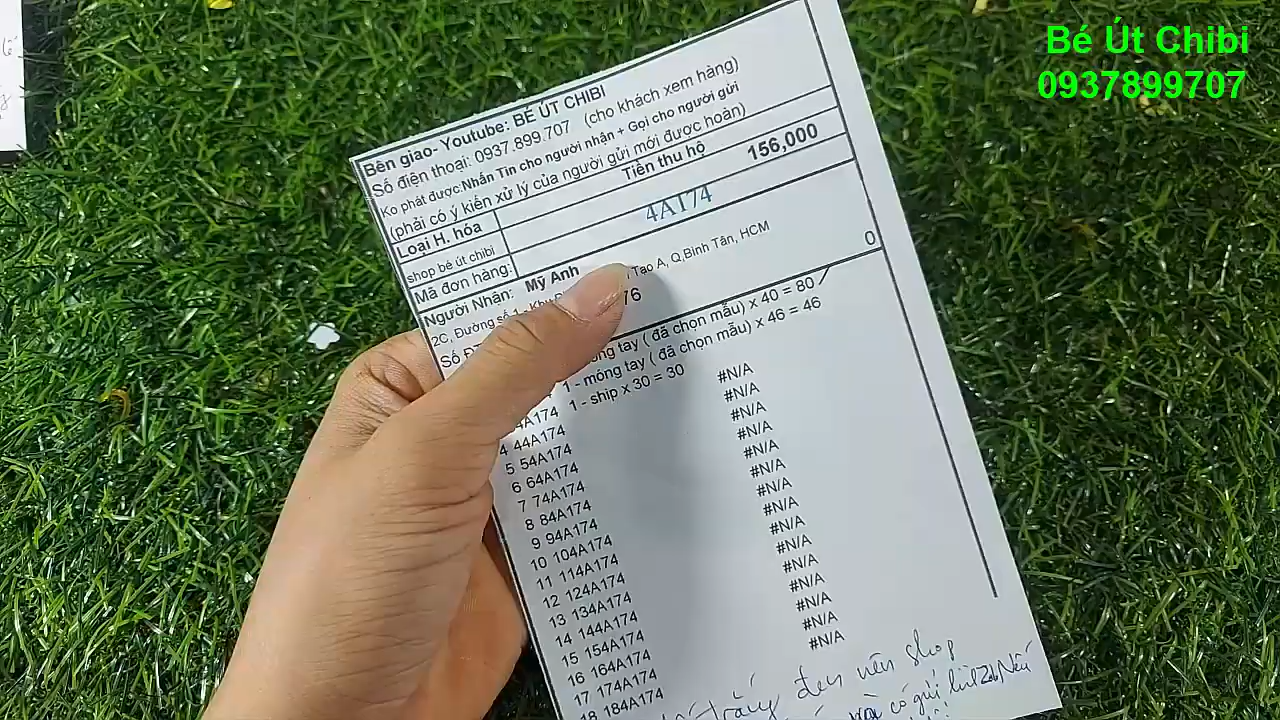 Bé Út Chibi
0937899707
Bên giao- Youtube: BÉ ÚT CHIBI
Số điện thoại: 0937.899.707 (cho khách xem hàng)
Ko phát được:Nhắn Tin cho người nhận + Gọi cho người gửi
(phải có ý kiến xử lý của người gửi mới được hoàn)
Loại H. hóa Tiền thu hộ 156,000
shop bé út chibi
Mã đơn hàng: 4A174
Người Nhận: Mỹ Anh
2C, Đường số 1 - Tạo A, Q,Bình Tân, HCM
Số 76 0
tay ( đã chọn mẫu) x 40 = 80
1 - móng tay ( đã chọn mẫu) x 46 = 46
4A174 1 - ship x 30 = 30
4 44A174 #N/A
5 54A174 #N/A
6 64A174 #N/A
7 74A174 #N/A
8 84A174 #N/A
9 94A174 #N/A
10 104A174 #N/A
11 114A174 #N/A
12 124A174 #N/A
13 134A174 #N/A
14 144A174 #N/A
15 154A174 #N/A
16 164A174 #N/A
17 174A174 #N/A
18 184A174 #N/A
trắng đen nên shop
có gửi